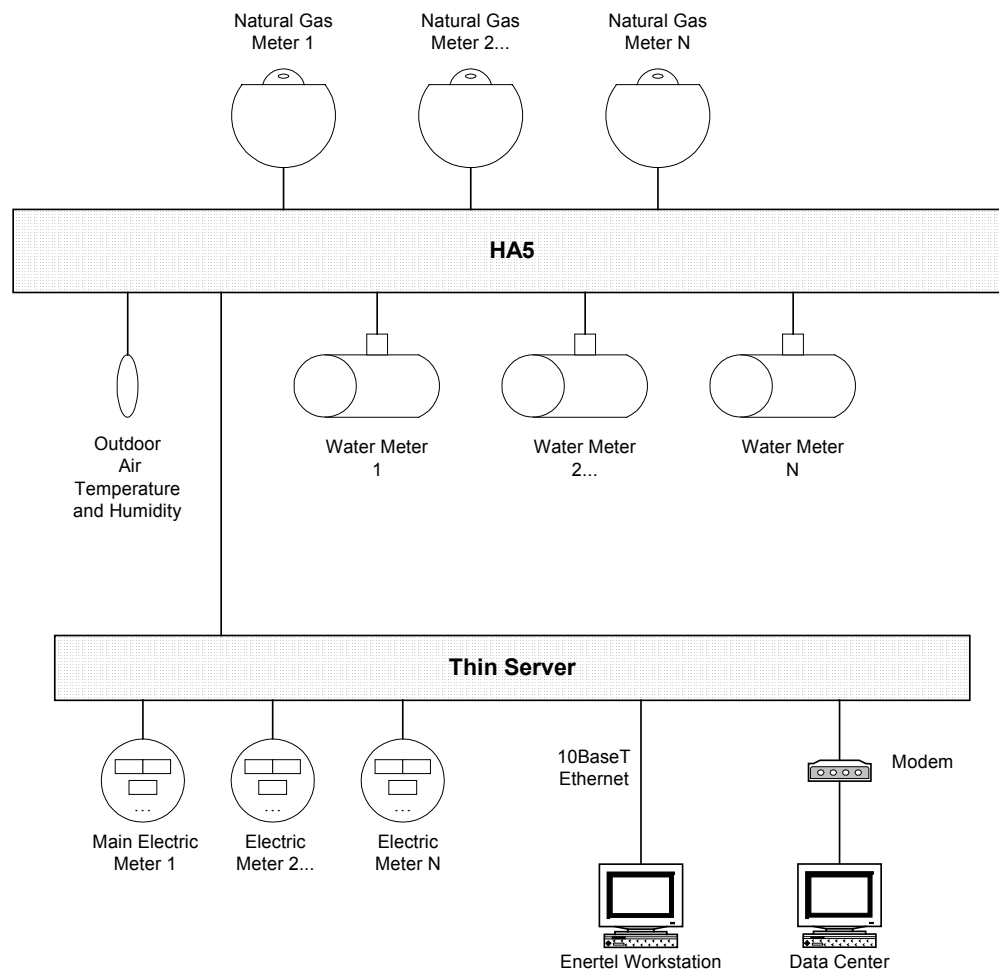 Natural Gas
Meter 1
Natural Gas
Meter 2...
Natural Gas
Meter N
HA5
Outdoor
Air
Temperature
and Humidity
Water Meter
1
Water Meter
2...
Water Meter
N
Thin Server
Main Electric
Meter 1
Electric
Meter 2...
Electric
Meter N
10BaseT
Ethernet
Modem
Enertel Workstation
Data Center